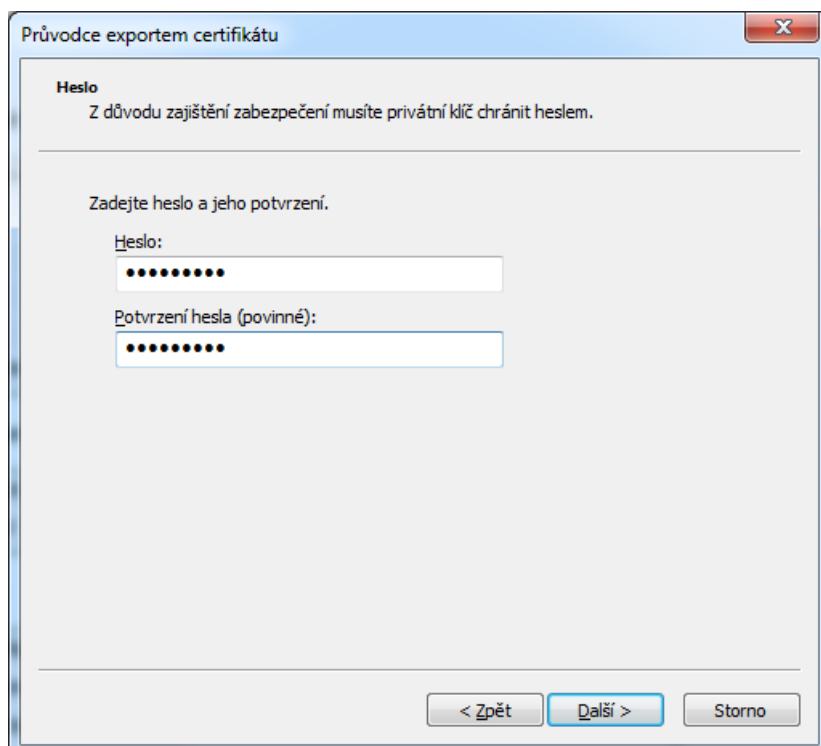 Průvodce exportem certifikátu
Heslo
Z důvodu zajištění zabezpečení musíte privátní klíč chránit heslem.
Zadejte heslo a jeho potvrzení.
Heslo:
•••••••••
Potvrzení hesla (povinné):
•••••••••
< Zpět Další > Storno